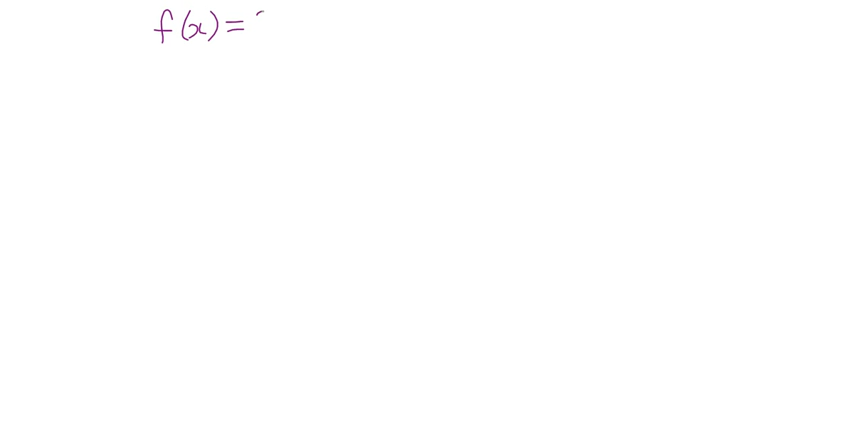 f(x) =